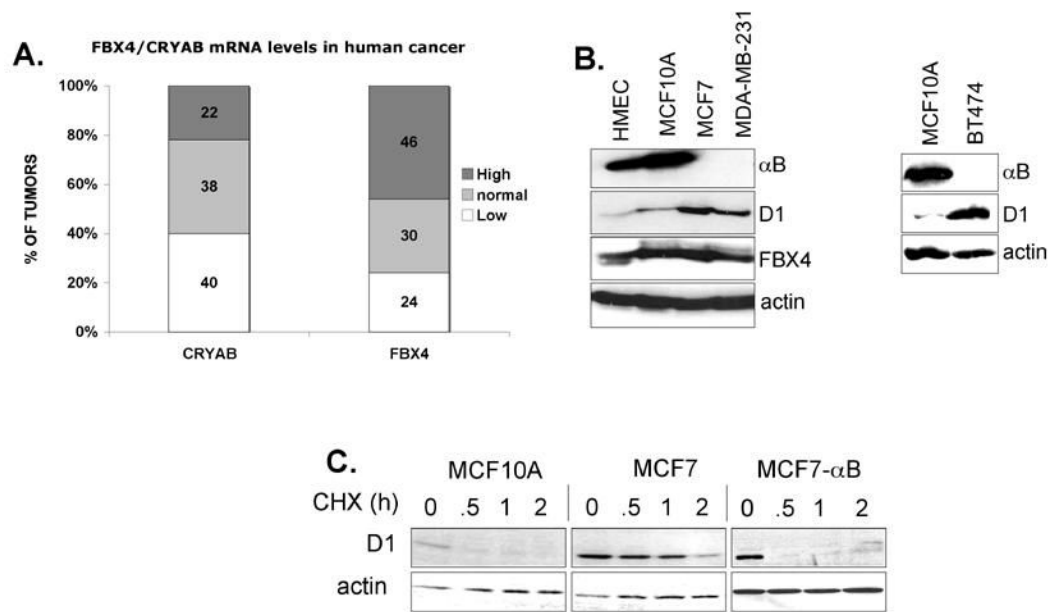 A.
FBX4/CRYAB mRNA levels in human cancer
100%
80%
60%
40%
20%
0%
% OF TUMORS
22
38
40
46
30
24
CRYAB
FBX4
High
normal
Low
B.
HMEC
MCF10A
MCF7
MDA-MB-231
αB
D1
FBX4
actin
MCF10A
BT474
αB
D1
actin
C.
MCF10A MCF7 MCF7-αB
CHX (h) 0 .5 1 2 0 .5 1 2 0 .5 1 2
D1
actin